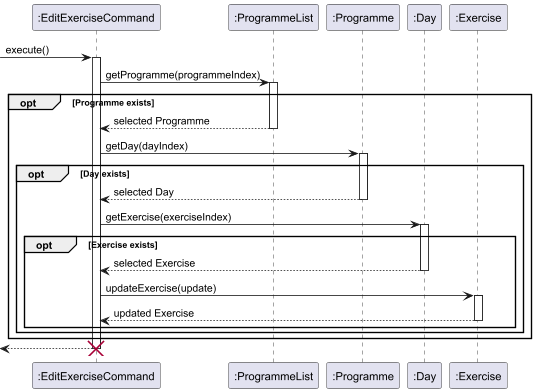 :EditExerciseCommand :ProgrammeList :Programme :Day :Exercise
execute()
getProgramme(programmeIndex)
opt [Programme exists]
selected Programme
getDay(dayIndex)
opt [Day exists]
selected Day
getExercise(exerciseIndex)
opt [Exercise exists]
selected Exercise
updateExercise(update)
updated Exercise
:EditExerciseCommand :ProgrammeList :Programme :Day :Exercise